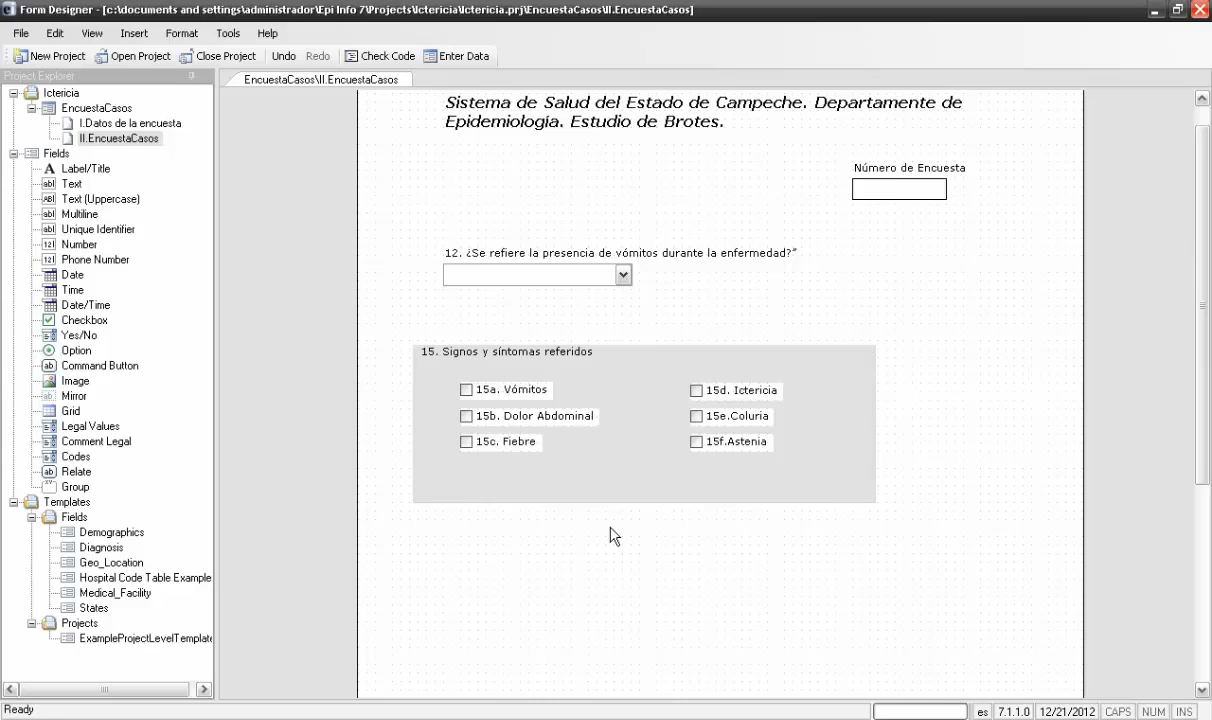 Form Designer - [c:\documents and settings\administrador\Epi Info 7\Projects\Ictericia\Ictericia.prj\EncuestaCasos\II.EncuestaCasos]
File Edit View Insert Format Tools Help
New Project Open Project Close Project Undo Redo Check Code Enter Data
Project Explorer
EncuestaCasos\II.EncuestaCasos
Ictericia
EncuestaCasos
I.Datos de la encuesta
II.EncuestaCasos
Fields
Label/Title
Text
Text (Uppercase)
Multiline
Unique Identifier
Number
Phone Number
Date
Time
Date/Time
Checkbox
Yes/No
Option
Command Button
Image
Mirror
Grid
Legal Values
Comment Legal
Codes
Relate
Group
Templates
Fields
Demographics
Diagnosis
Geo_Location
Hospital Code Table Example
Medical_Facility
States
Projects
ExampleProjectLevelTemplate
Sistema de Salud del Estado de Campeche. Departamente de
Epidemiología. Estudio de Brotes.
Número de Encuesta
12. ¿Se refiere la presencia de vómitos durante la enfermedad?"
15. Signos y síntomas referidos
15a. Vómitos 15d. Ictericia
15b. Dolor Abdominal 15e.Coluria
15c. Fiebre 15f.Astenia
Ready es 7.1.1.0 12/21/2012 CAPS NUM INS